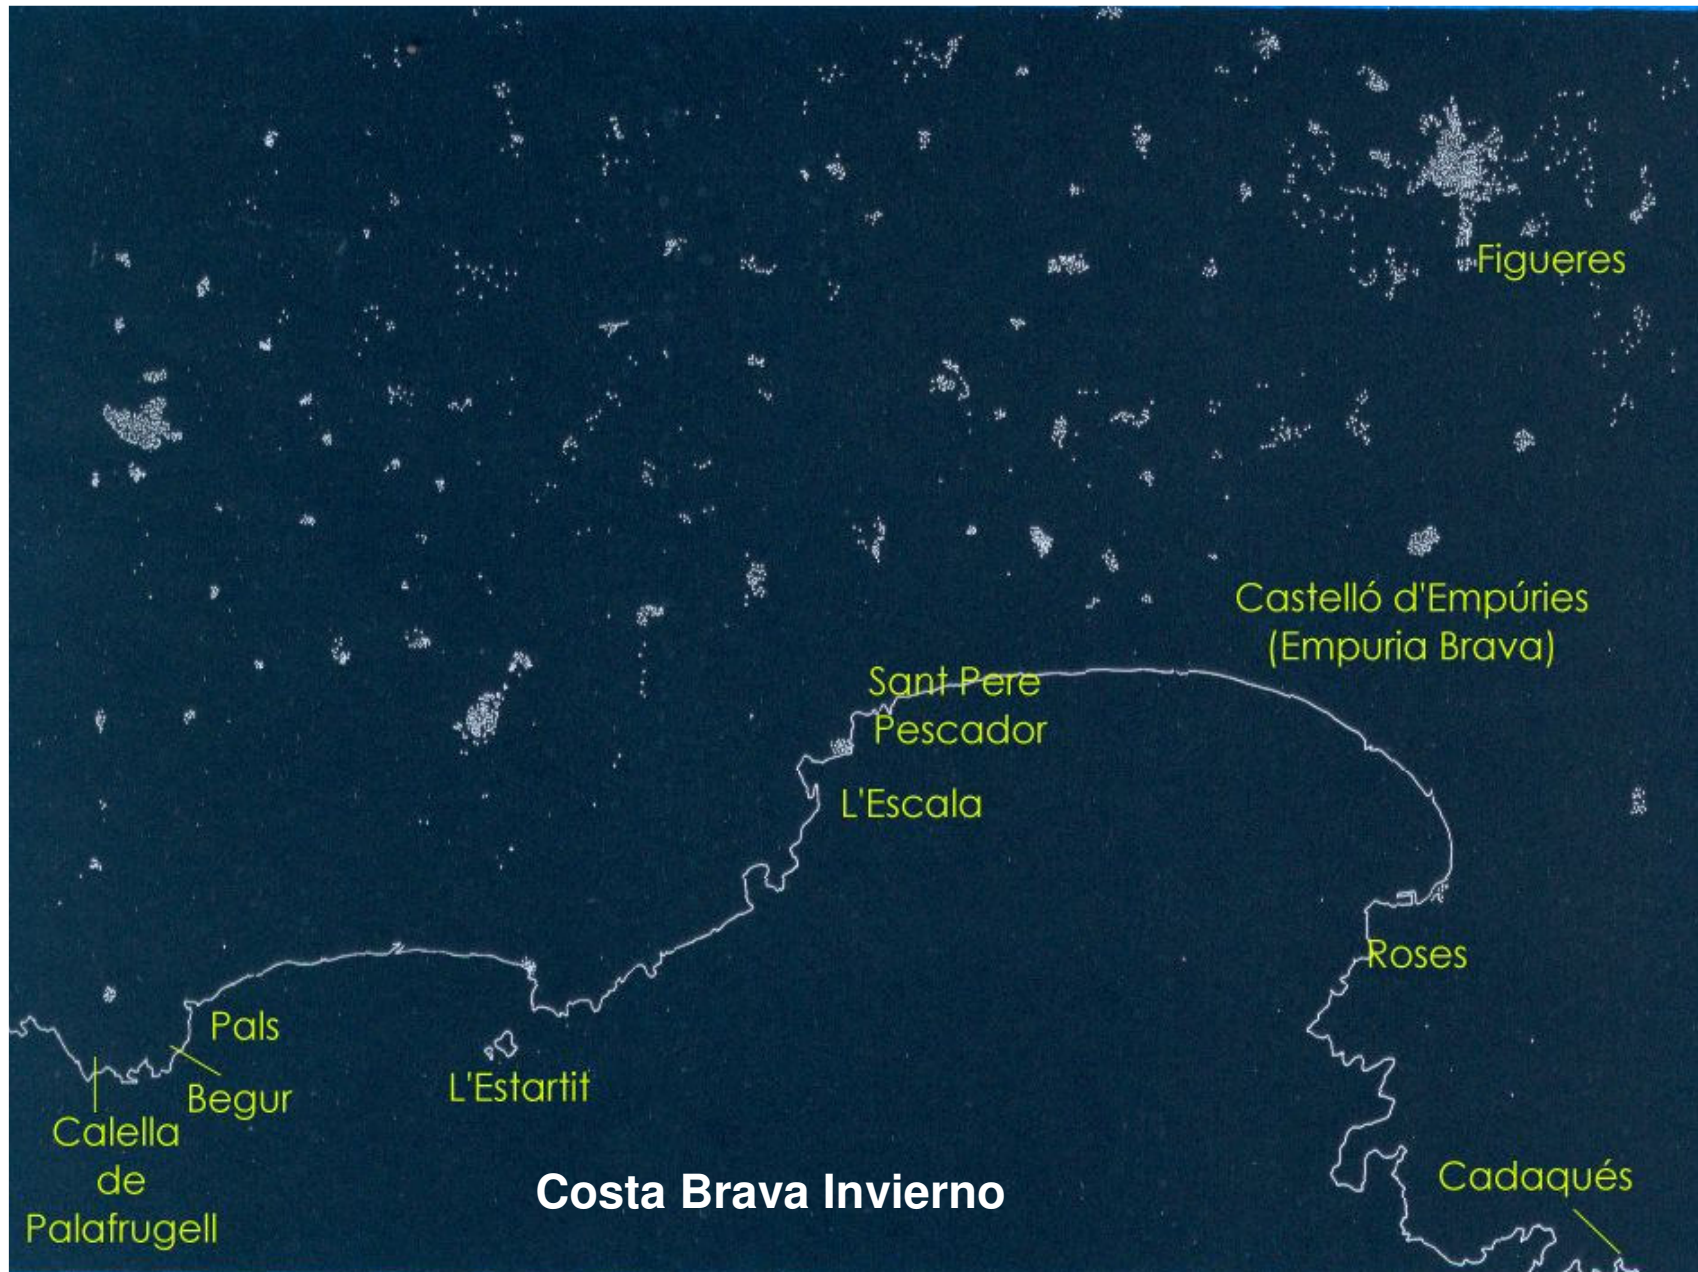 Figueres
Castelló d'Empúries
(Empuria Brava)
Sant Pere
Pescador
L'Escala
Roses
Pals
Begur
L'Estartit
Calella
de
Palafrugell
Cadaqués
Costa Brava Invierno